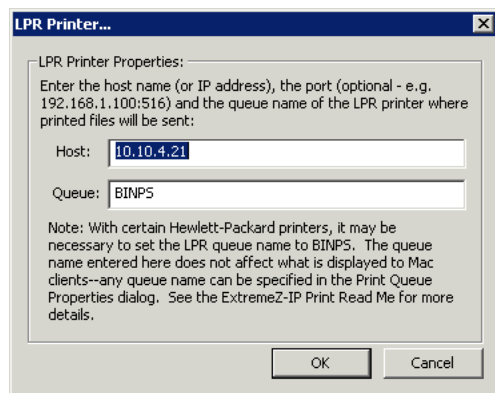 LPR Printer...
LPR Printer Properties:
Enter the host name (or IP address), the port (optional - e.g.
192.168.1.100:516) and the queue name of the LPR printer where
printed files will be sent:
Host: 10.10.4.21
Queue: BINPS
Note: With certain Hewlett-Packard printers, it may be
necessary to set the LPR queue name to BINPS. The queue
name entered here does not affect what is displayed to Mac
clients--any queue name can be specified in the Print Queue
Properties dialog. See the ExtremeZ-IP Print Read Me for more
details.
OK Cancel